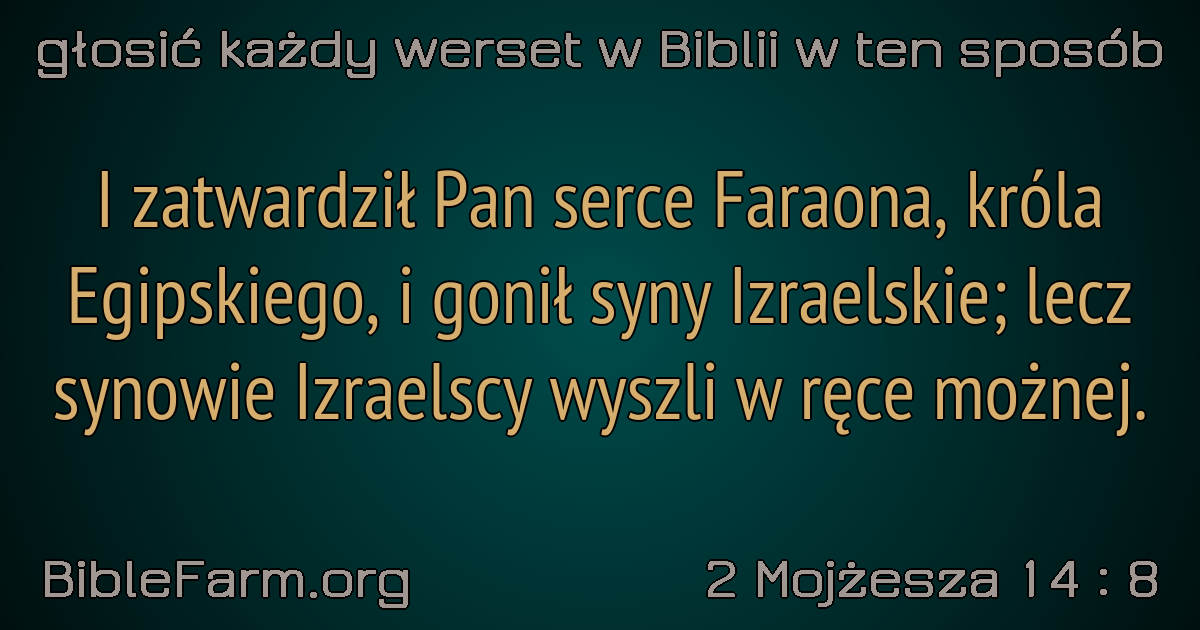 głosić każdy werset w Biblii w ten sposób
I zatwardził Pan serce Faraona, króla
Egipskiego, i gonił syny Izraelskie; lecz
synowie Izraelscy wyszli w ręce możnej.
BibleFarm.org
2 Mojżesza 14 : 8